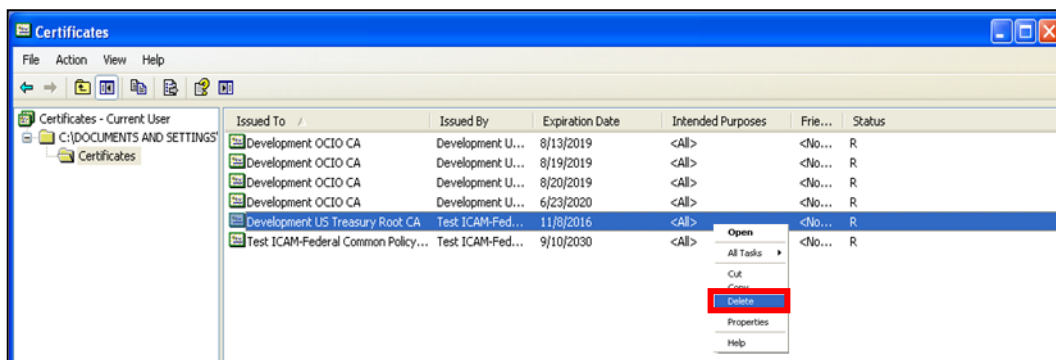 Certificates
File Action View Help
Certificates - Current User
C:\DOCUMENTS AND SETTINGS'
Certificates
Issued To Issued By Expiration Date Intended Purposes Frie... Status
Development OCIO CA Development U... 8/13/2019 <All> <No... R
Development OCIO CA Development U... 8/19/2019 <All> <No... R
Development OCIO CA Development U... 8/20/2019 <All> <No... R
Development OCIO CA Development U... 6/23/2020 <All> <No... R
Development US Treasury Root CA Test ICAM-Fed... 11/8/2016 <All> <No... R
Test ICAM-Federal Common Policy... Test ICAM-Fed... 9/10/2030 <All> <No... R
Open
All Tasks
Cut
Copy
Delete
Properties
Help